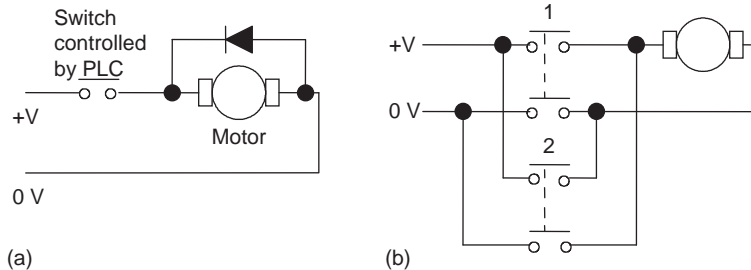 Switch
controlled
by PLC
+V
Motor
0 V
(a)
1
+V
0 V
2
(b)